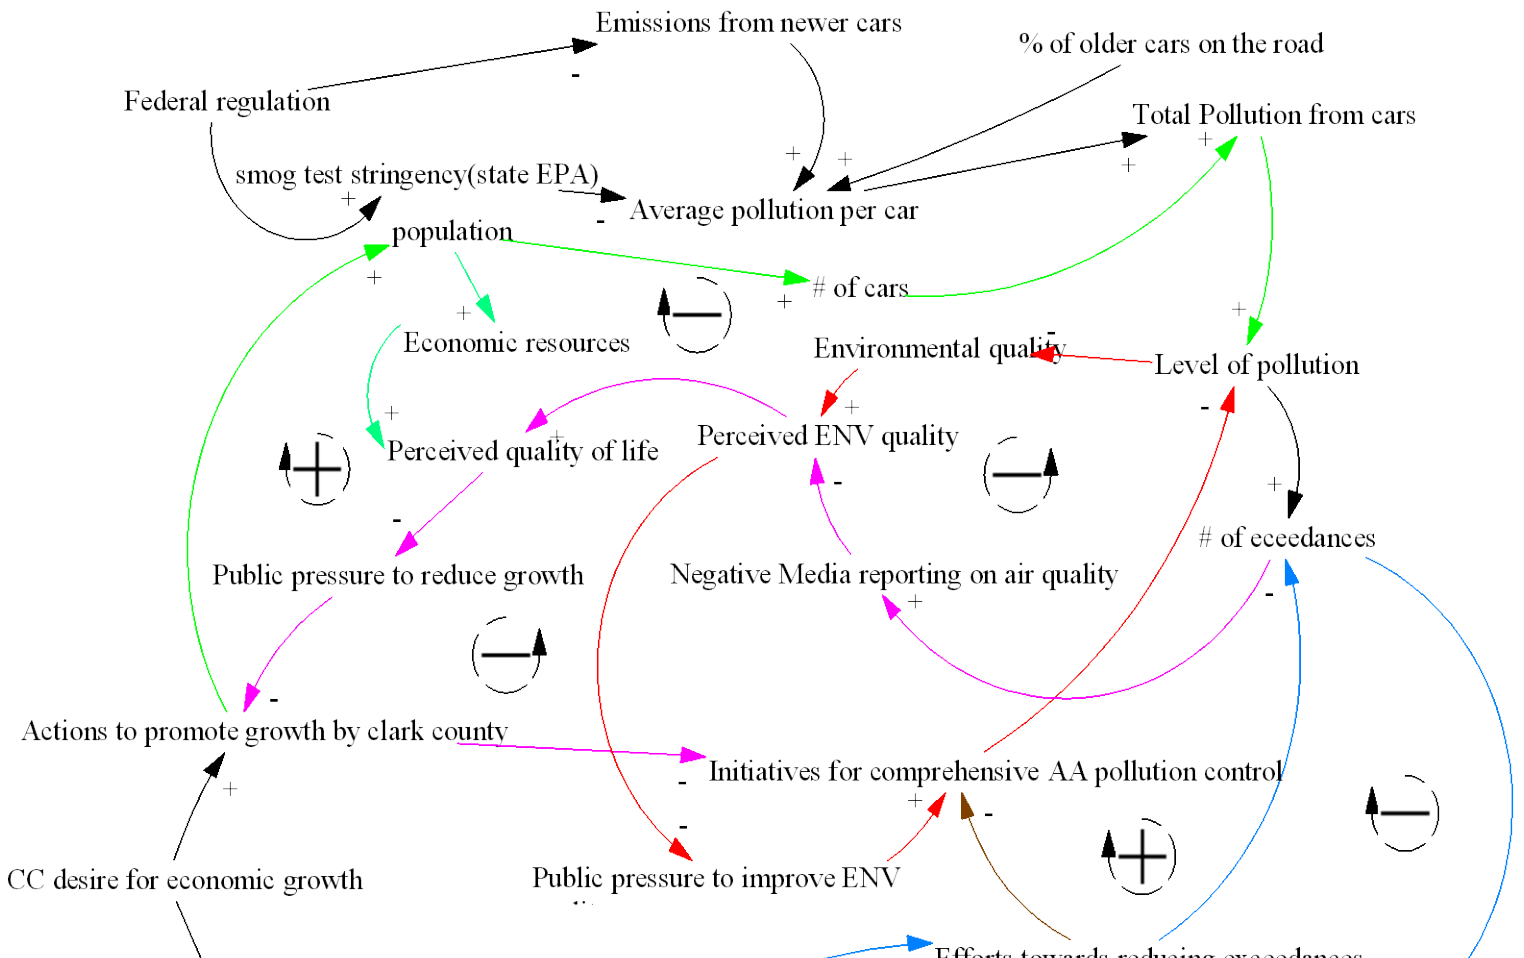 Emissions from newer cars
% of older cars on the road
-
Federal regulation
Total Pollution from cars
+
+
+
+
smog test stringency(state EPA)
+
-
Average pollution per car
population
+
# of cars
+
+
+
-
Economic resources
Environmental quality
Level of pollution
+
+
-
Perceived ENV quality
+
Perceived quality of life
-
+
-
+
-
# of eceedances
Public pressure to reduce growth
Negative Media reporting on air quality
+
-
-
-
Actions to promote growth by clark county
-
Initiatives for comprehensive AA pollution control
+
+
-
-
-
+
CC desire for economic growth
Public pressure to improve ENV
Efforts towards reducing exceedances